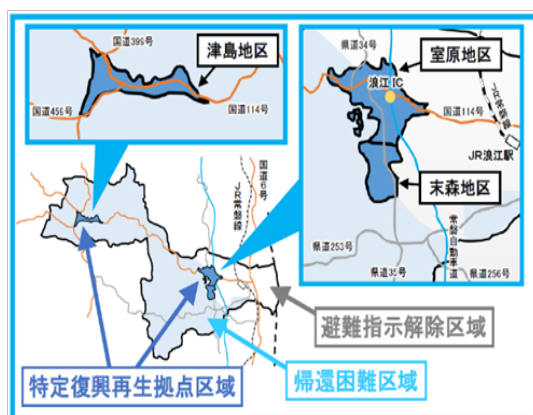 国道399号
津島地区
国道459号
国道114号
県道34号
室原地区
浪江IC
国道114号
JR常磐線
JR浪江駅
末森地区
県道253号
常磐自動車道
県道35号
県道256号
国道6号
JR常磐線
避難指示解除区域
特定復興再生拠点区域
帰還困難区域